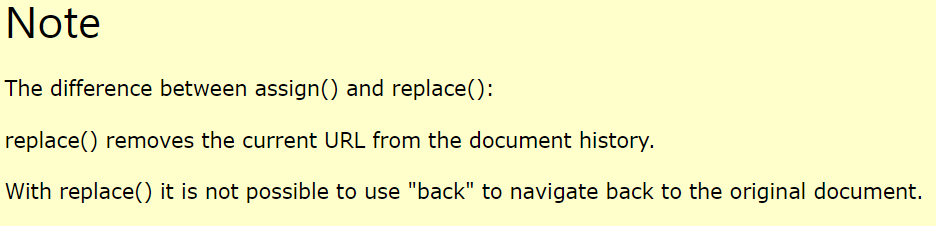 Note
The difference between assign() and replace():
replace() removes the current URL from the document history.
With replace() it is not possible to use "back" to navigate back to the original document.